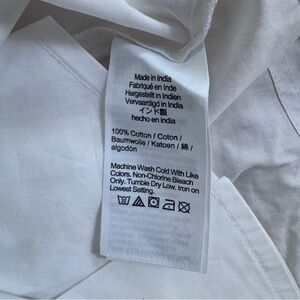 Made in India
Fabriqué en Inde
Hergestellt in Indien
Vervaardigd in India
インド製
hecho en india
100% Cotton / Coton /
Baumwolle / Katoen / 綿 /
algodón
Machine Wash Cold With Like
Colors. Non-Chlorine Bleach
Only. Tumble Dry Low. Iron on
Lowest Setting.